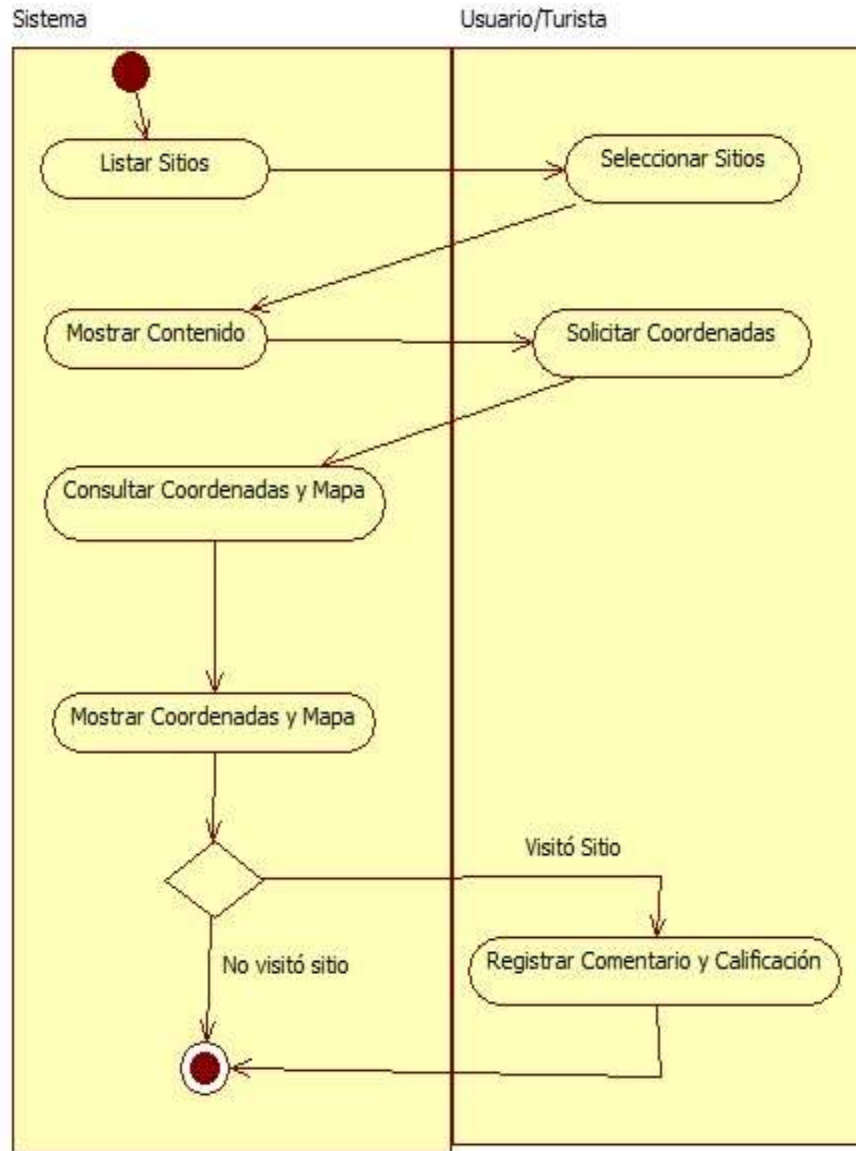 Sistema
Usuario/Turista
Listar Sitios
Seleccionar Sitios
Mostrar Contenido
Solicitar Coordenadas
Consultar Coordenadas y Mapa
Mostrar Coordenadas y Mapa
Visitó Sitio
No visitó sitio
Registrar Comentario y Calificación